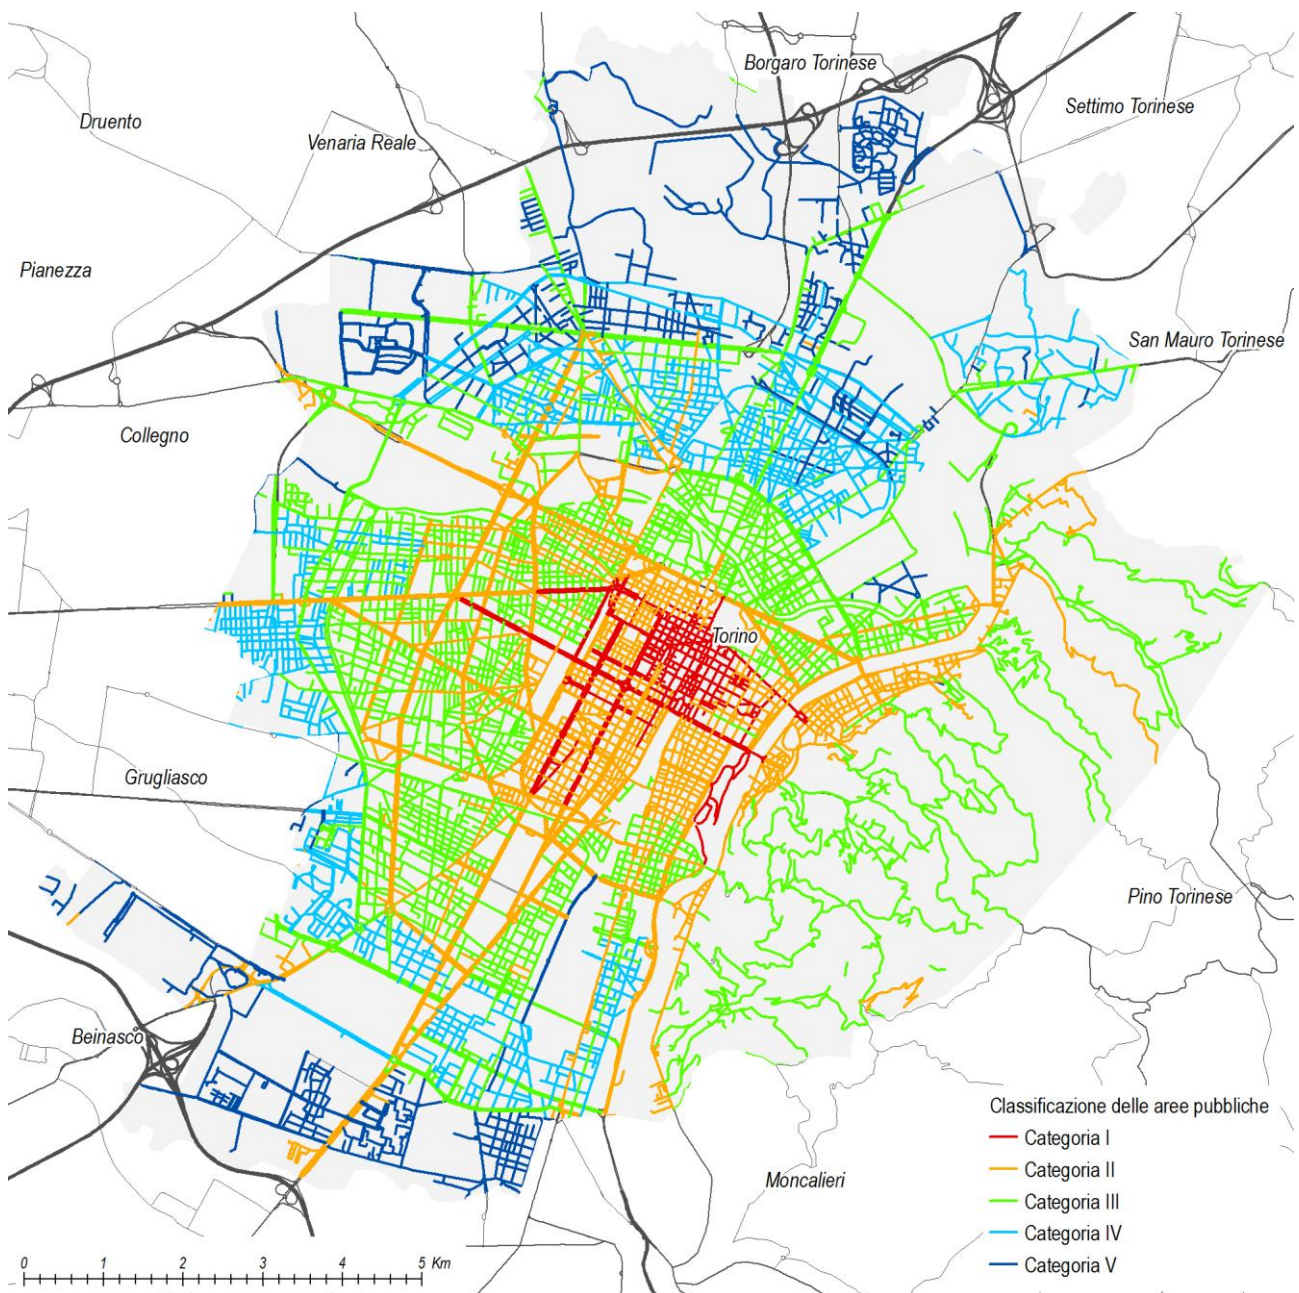 Borgaro Torinese
Settimo Torinese
Druento
Venaria Reale
Pianezza
San Mauro Torinese
Collegno
Torino
Grugliasco
Pino Torinese
Beinasco
Moncalieri
Classificazione delle aree pubbliche
Categoria I
Categoria II
Categoria III
Categoria IV
Categoria V
0 1 2 3 4 5 Km